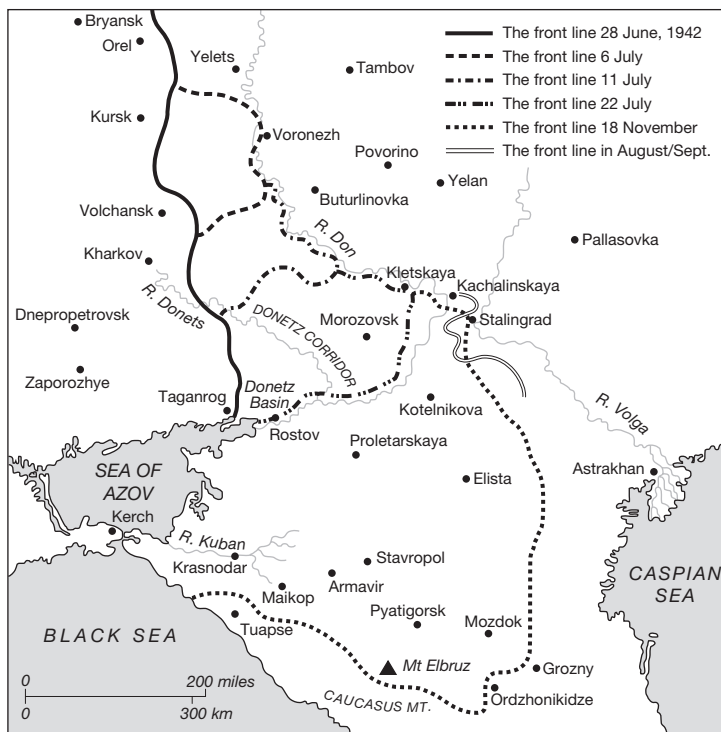 Bryansk
Orel
Yelets
Tambov
The front line 28 June, 1942
The front line 6 July
The front line 11 July
The front line 22 July
The front line 18 November
The front line in August/Sept.
Kursk
Voronezh
Povorino
Yelan
Buturlinovka
Volchansk
R. Don
Pallasovka
Kharkov
Kletskaya
Kachalinskaya
R. Donets
Dnepropetrovsk
DONETZ CORRIDOR
Morozovsk
Stalingrad
Zaporozhye
Taganrog
Donetz
Basin
Kotelnikova
R. Volga
Rostov
Proletarskaya
SEA OF
AZOV
Elista
Astrakhan
Kerch
R. Kuban
Krasnodar
Stavropol
Armavir
Maikop
CASPIAN
SEA
Pyatigorsk
Mozdok
BLACK SEA
Tuapse
Mt Elbruz
Grozny
Ordzhonikidze
CAUCASUS MT.
0 200 miles
0 300 km